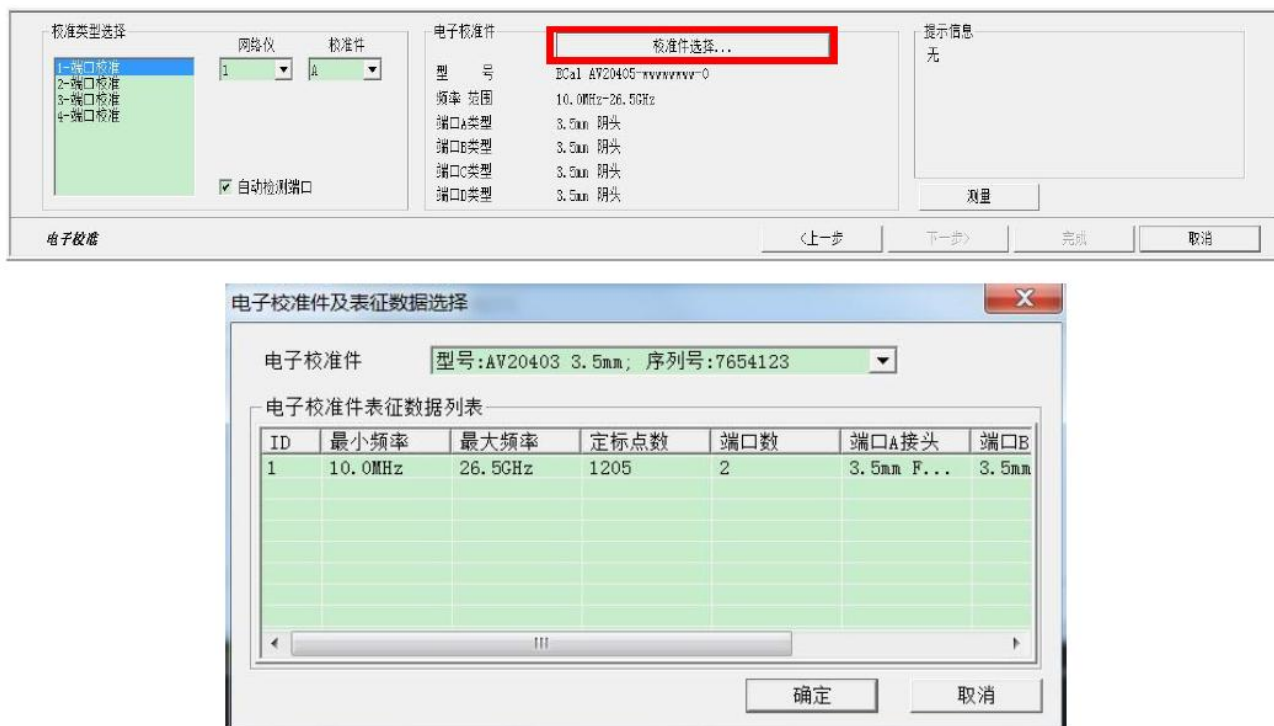 校准类型选择
网络仪 校准件
1-端口校准
2-端口校准
3-端口校准
4-端口校准
1 A
自动检测端口
电子校准件
校准件选择...
型 号 ECal AV20405-wwwwwwww-0
频率 范围 10.0MHz-26.5GHz
端口A类型 3.5mm 阴头
端口B类型 3.5mm 阴头
端口C类型 3.5mm 阴头
端口D类型 3.5mm 阴头
提示信息
无
测量
电子校准
<上一步 下一步> 完成 取消
电子校准件及表征数据选择
电子校准件 型号:AV20403 3.5mm; 序列号:7654123
电子校准件表征数据列表
ID 最小频率 最大频率 定标点数 端口数 端口A接头 端口B
1 10.0MHz 26.5GHz 1205 2 3.5mm F... 3.5mm
确定 取消